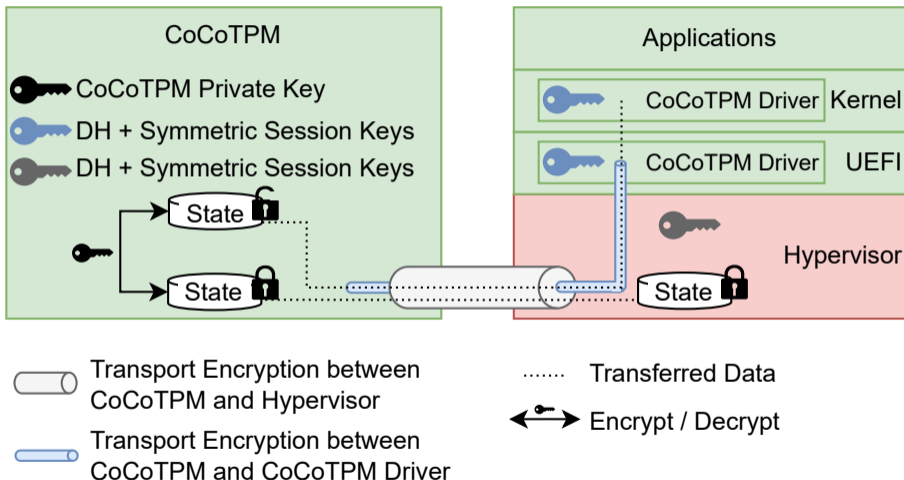 CoCoTPM
CoCoTPM Private Key
DH + Symmetric Session Keys
DH + Symmetric Session Keys
State
State
Applications
CoCoTPM Driver Kernel
CoCoTPM Driver UEFI
Hypervisor
State
Transport Encryption between
CoCoTPM and Hypervisor
Transport Encryption between
CoCoTPM and CoCoTPM Driver
Transferred Data
Encrypt / Decrypt